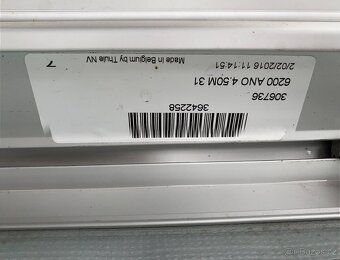 306736
6200 ANO 4.50M 31
2/02/2016 11:14:51
Made in Belgium by Thule NV
7
3642258